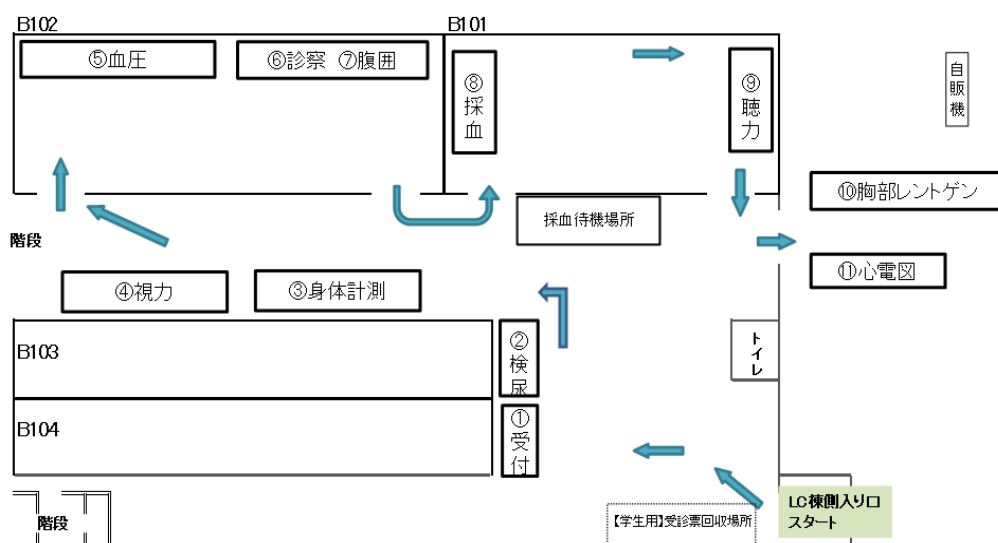 B102
B101
⑤血圧
⑥診察 ⑦腹囲
⑧採血
⑨聴力
自販機
⑩胸部レントゲン
採血待機場所
階段
⑪心電図
④視力
③身体計測
B103
②検尿
トイレ
B104
①受付
階段
【学生用】受診票回収場所
LC棟側入り口
スタート